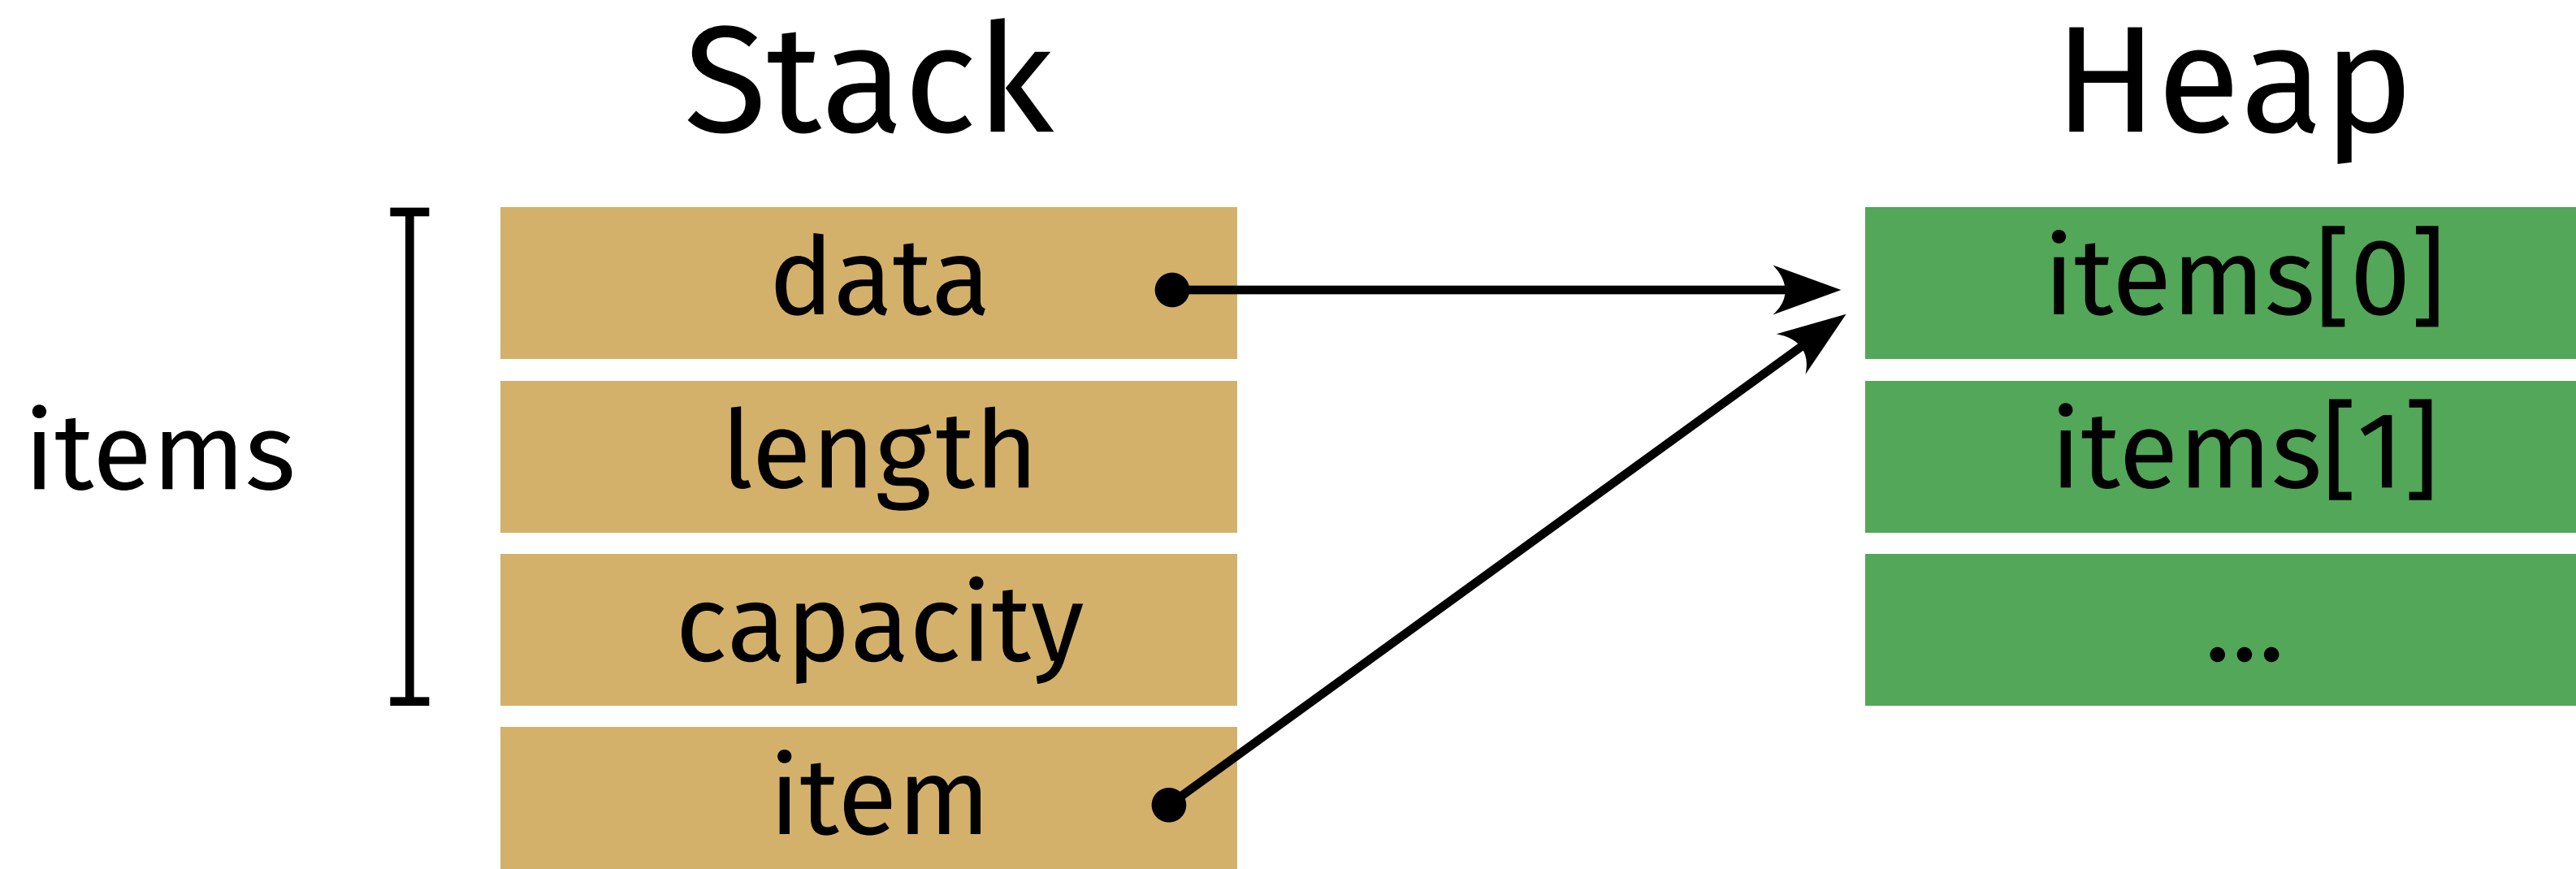 Stack
Heap
items
data
length
capacity
item
items[0]
items[1]
...